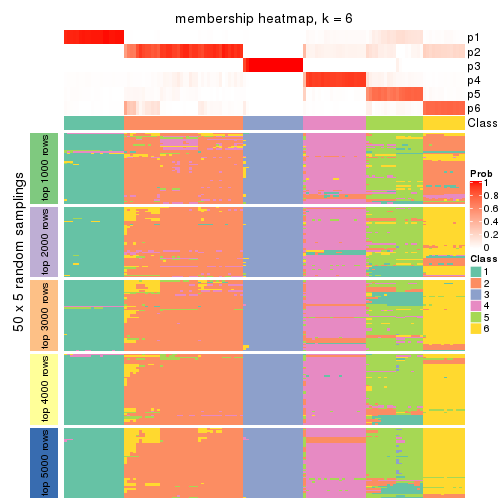 membership heatmap, k = 6
p1
p2
p3
p4
p5
p6
Class
50 x 5 random samplings
top 1000 rows
top 2000 rows
top 3000 rows
top 4000 rows
top 5000 rows
Prob
1
0.8
0.6
0.4
0.2
0
Class
1
2
3
4
5
6